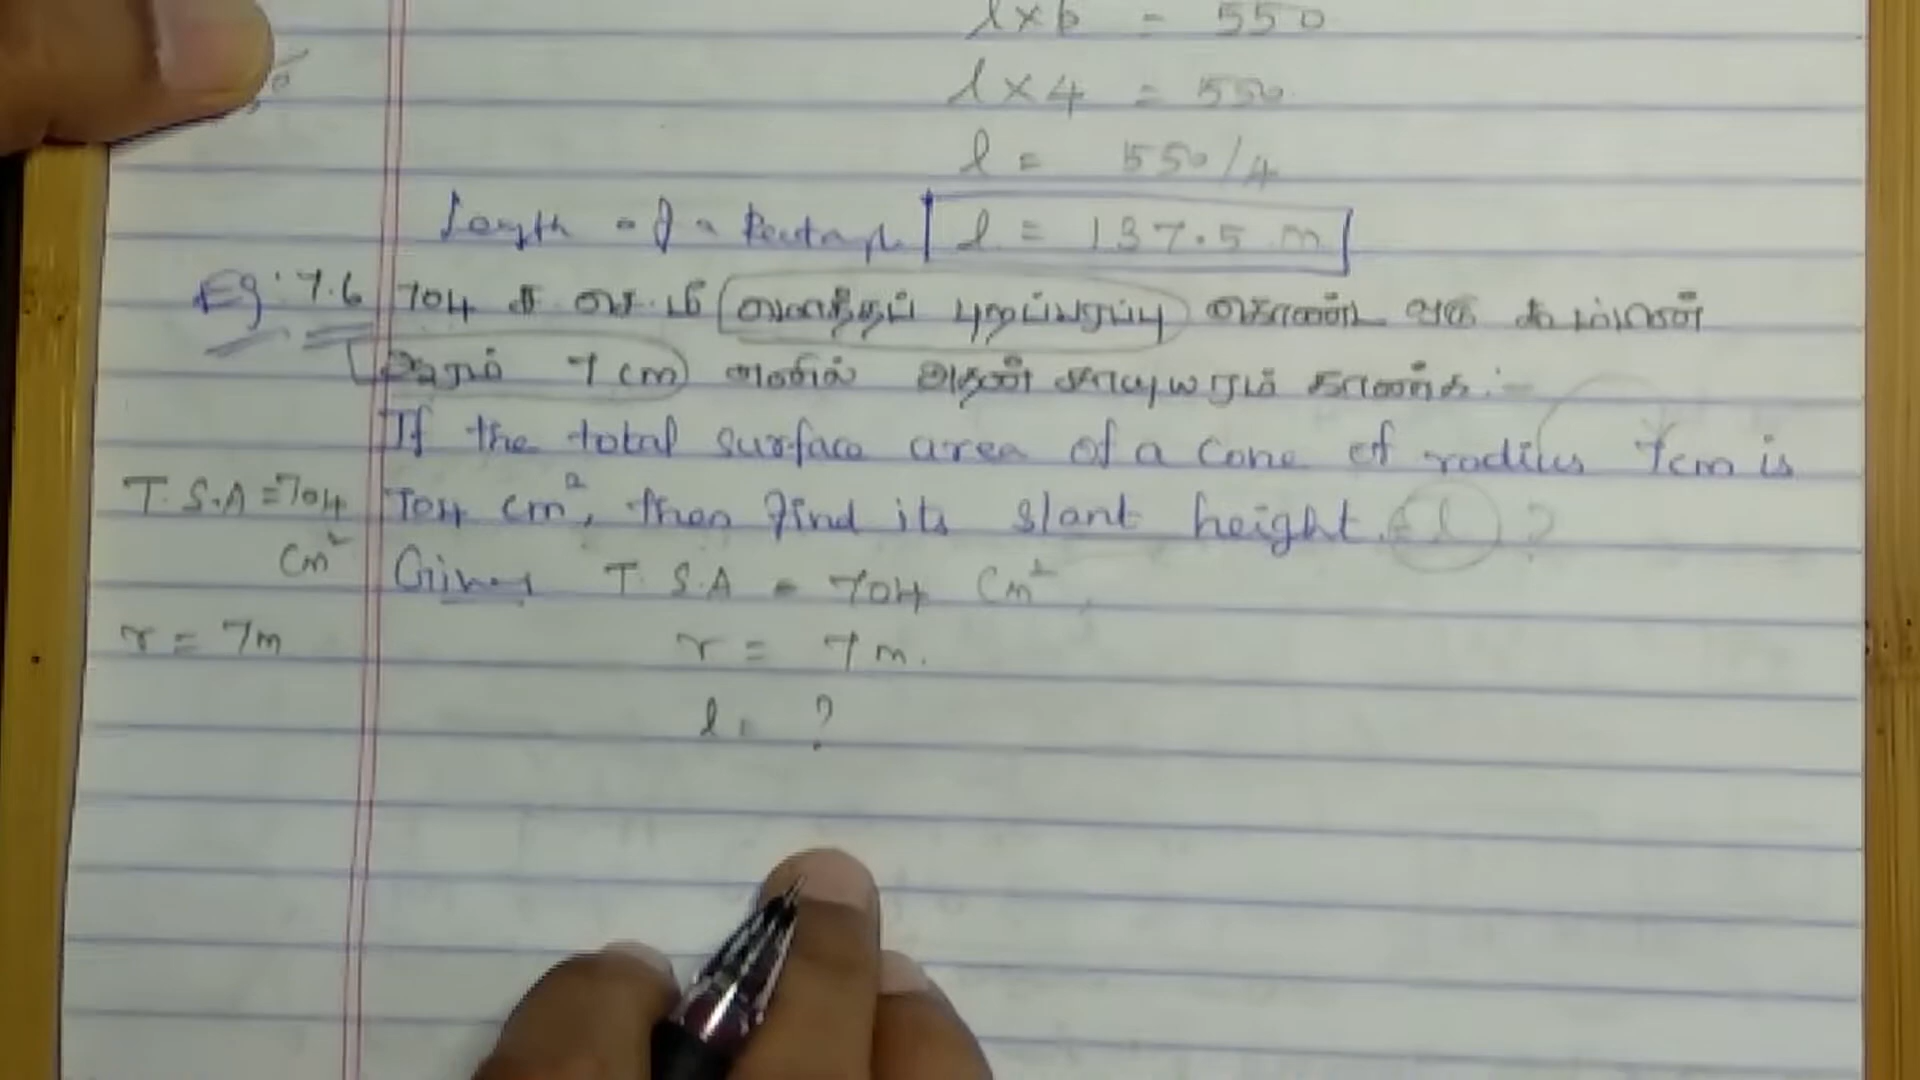 l × b = 550
l × 4 = 550
l = 550/4
Length of a Rectangle l = 137.5 m
Eg: 7.6 704 ச செ.மீ வளைந்தப் புறப்பரப்பு கொண்ட ஒரு கூம்பின்
ஆரம் 7 cm எனில் அதன் சாயுயரம் காண்க:-
If the total surface area of a cone of radius 7cm is
704 cm², then find its slant height. l ?
T.S.A = 704
cm²
Given T.S.A = 704 cm²,
r = 7m
r = 7m.
l = ?